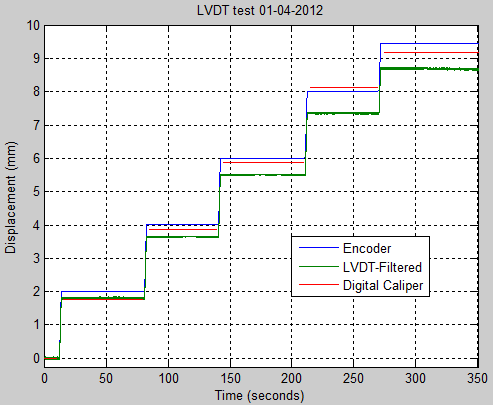 LVDT test 01-04-2012
10
9
8
7
6
5
4
3
2
1
0
Displacement (mm)
Encoder
LVDT-Filtered
Digital Caliper
0 50 100 150 200 250 300 350
Time (seconds)